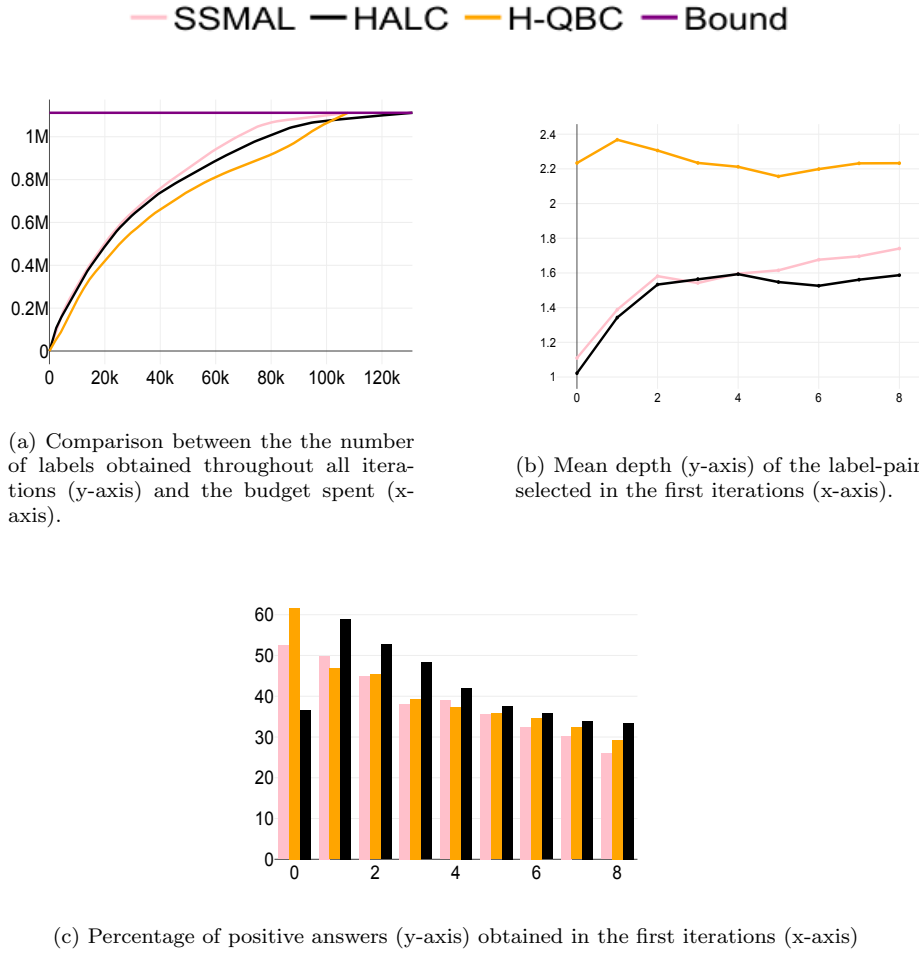 SSMAL HALC H-QBC Bound
1M
0.8M
0.6M
0.4M
0.2M
0
0 20k 40k 60k 80k 100k 120k
2.4
2.2
2
1.8
1.6
1.4
1.2
1
0 2 4 6 8
(a) Comparison between the the number
of labels obtained throughout all itera-
tions (y-axis) and the budget spent (x-
axis).
(b) Mean depth (y-axis) of the label-pair
selected in the first iterations (x-axis).
60
50
40
30
20
10
0
0 2 4 6 8
(c) Percentage of positive answers (y-axis) obtained in the first iterations (x-axis)